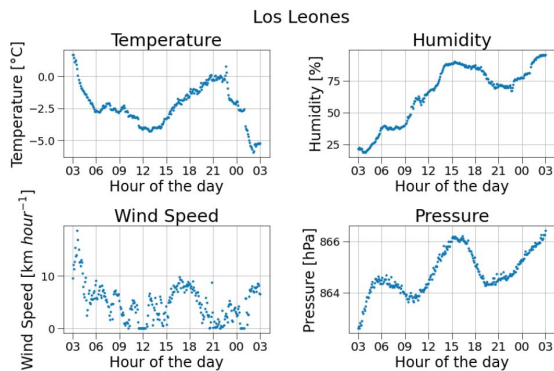 Los Leones
Temperature
Temperature [°C]
0.0
−2.5
−5.0
03 06 09 12 15 18 21 00 03
Hour of the day
Humidity
Humidity [%]
75
50
25
03 06 09 12 15 18 21 00 03
Hour of the day
Wind Speed
Wind Speed [km hour⁻¹]
10
0
03 06 09 12 15 18 21 00 03
Hour of the day
Pressure
Pressure [hPa]
866
864
03 06 09 12 15 18 21 00 03
Hour of the day